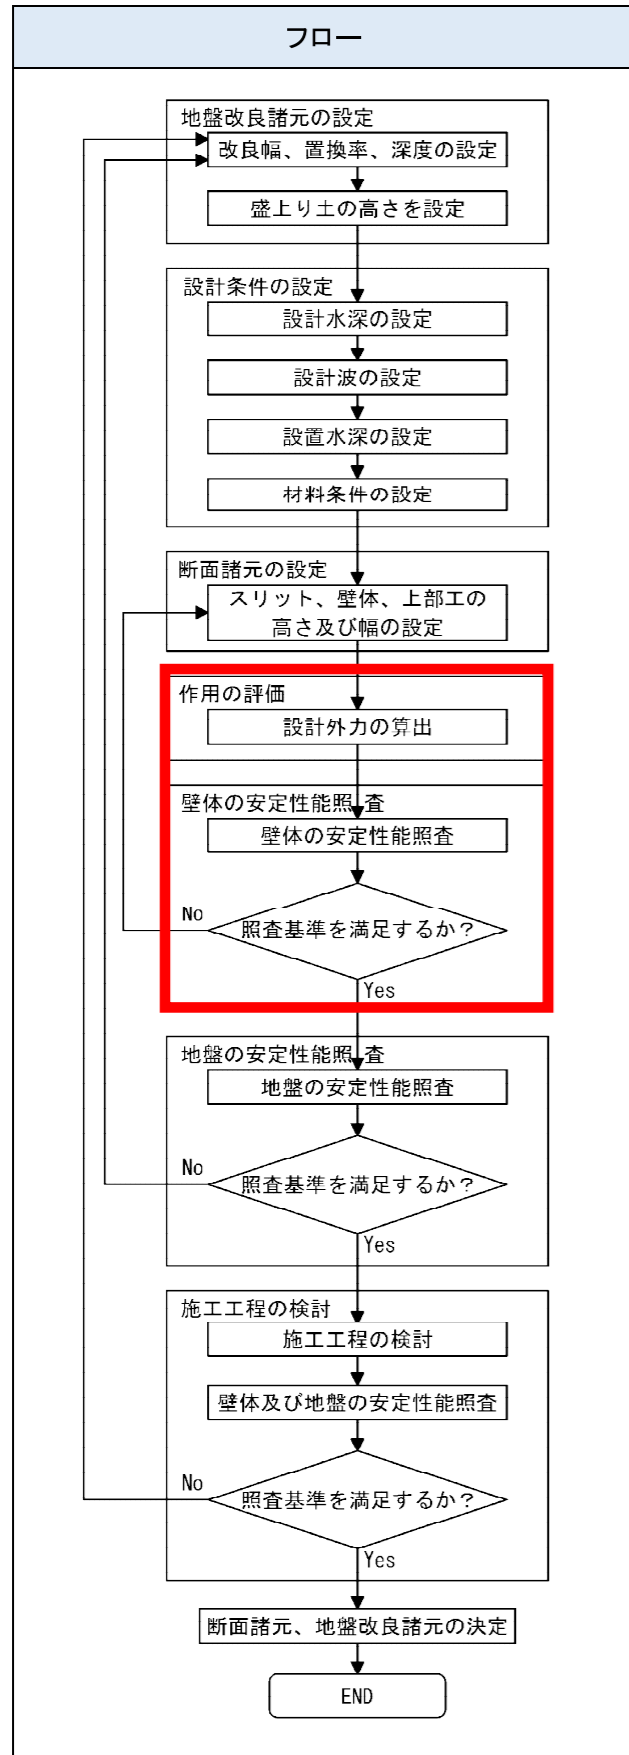 フロー
地盤改良諸元の設定
改良幅、置換率、深度の設定
盛上り土の高さを設定
設計条件の設定
設計水深の設定
設計波の設定
設置水深の設定
材料条件の設定
断面諸元の設定
スリット、壁体、上部工の
高さ及び幅の設定
作用の評価
設計外力の算出
壁体の安定性能照 査
壁体の安定性能照査
No
照査基準を満足するか？
Yes
地盤の安定性能照 査
地盤の安定性能照査
No
照査基準を満足するか？
Yes
施工工程の検討
施工工程の検討
壁体及び地盤の安定性能照査
No
照査基準を満足するか？
Yes
断面諸元、地盤改良諸元の決定
END